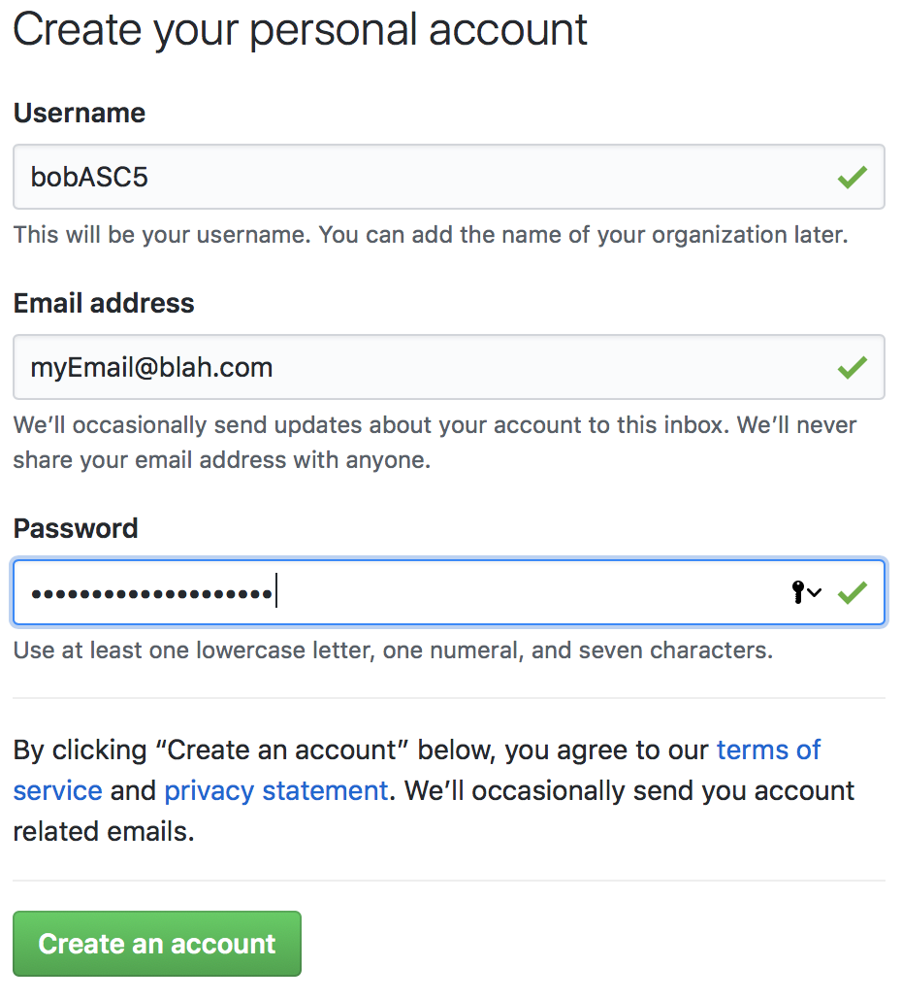 Create your personal account
Username
bobASC5
This will be your username. You can add the name of your organization later.
Email address
myEmail@blah.com
We’ll occasionally send updates about your account to this inbox. We’ll never
share your email address with anyone.
Password
••••••••••••••••••••
Use at least one lowercase letter, one numeral, and seven characters.
By clicking “Create an account” below, you agree to our terms of
service and privacy statement. We’ll occasionally send you account
related emails.
Create an account